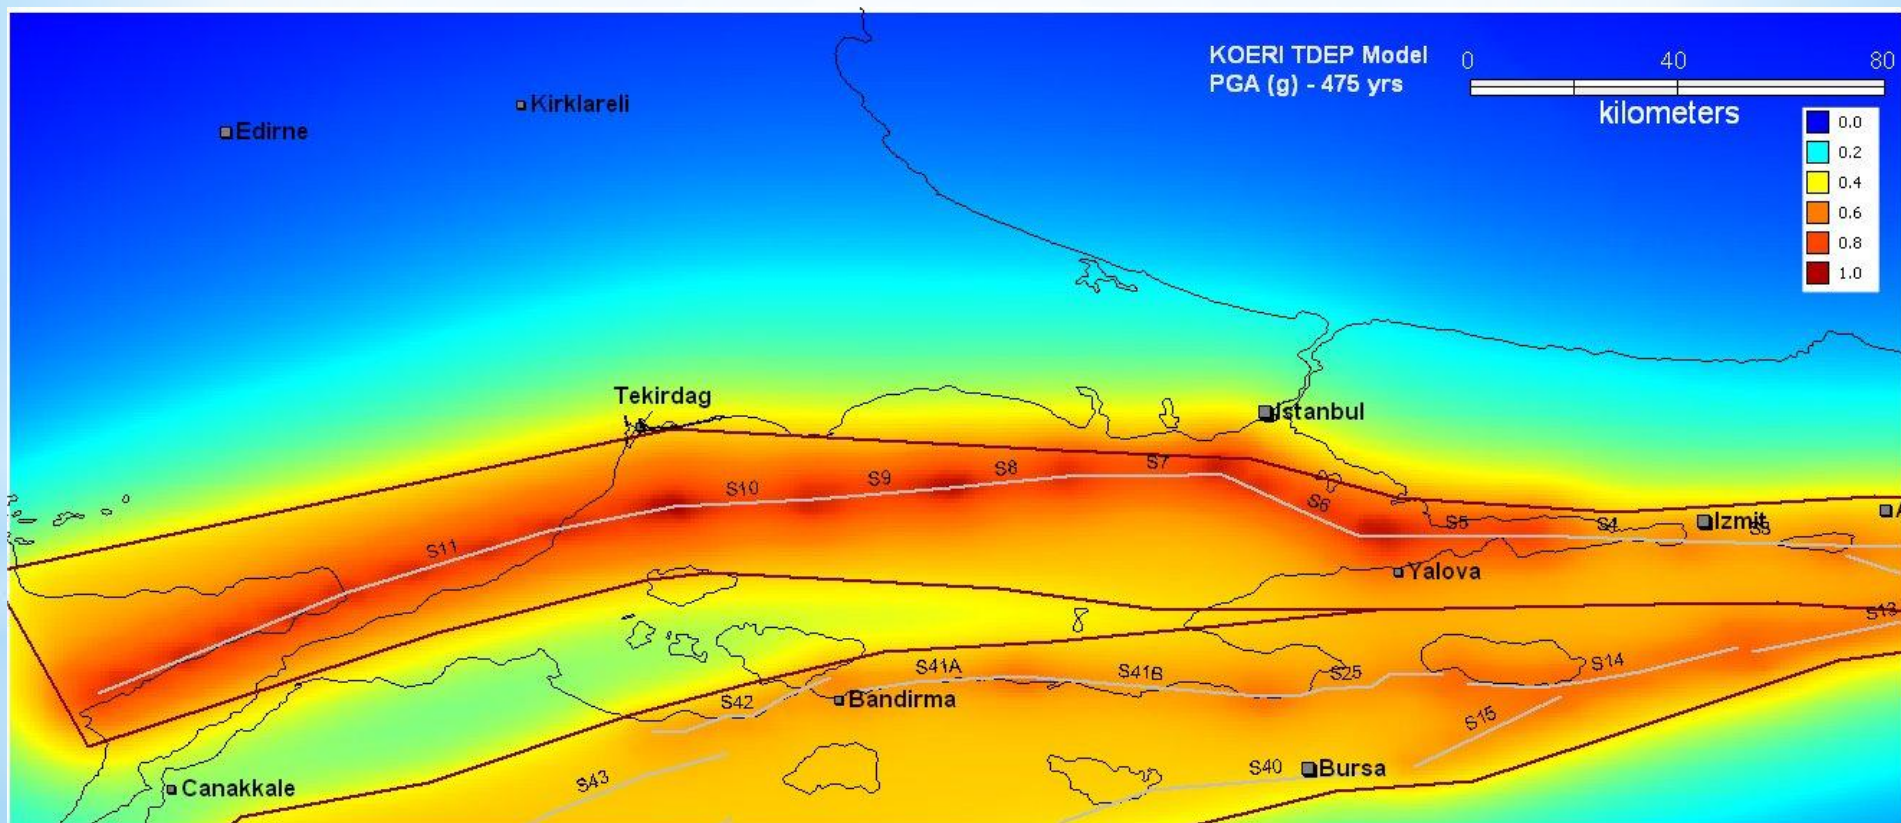 KOERI TDEP Model
PGA (g) - 475 yrs
0 40 80
kilometers
0.0
0.2
0.4
0.6
0.8
1.0
Kirklareli
Edirne
Tekirdag
Istanbul
S7
S8
S9
S10
S6
S5
S4
Izmit
S3
A
S11
Yalova
S13
S41A
S41B
S25
S14
S42
Bandirma
S15
S43
S40
Bursa
Canakkale